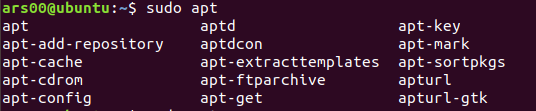 ars00@ubuntu:~$ sudo apt
apt aptd apt-key
apt-add-repository aptdcon apt-mark
apt-cache apt-extracttemplates apt-sortpkgs
apt-cdrom apt-ftparchive apturl
apt-config apt-get apturl-gtk